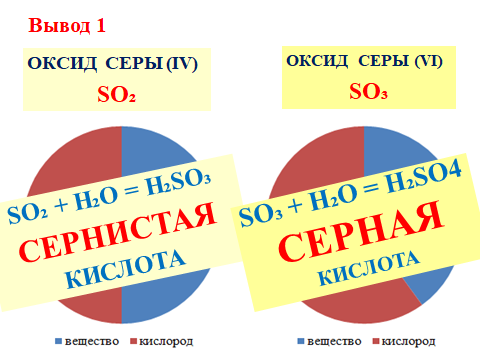 Вывод 1
ОКСИД СЕРЫ (IV)
SO₂
SO₂ + H₂O = H₂SO₃
СЕРНИСТАЯ
КИСЛОТА
вещество кислород
ОКСИД СЕРЫ (VI)
SO₃
SO₃ + H₂O = H₂SO4
СЕРНАЯ
КИСЛОТА
вещество кислород